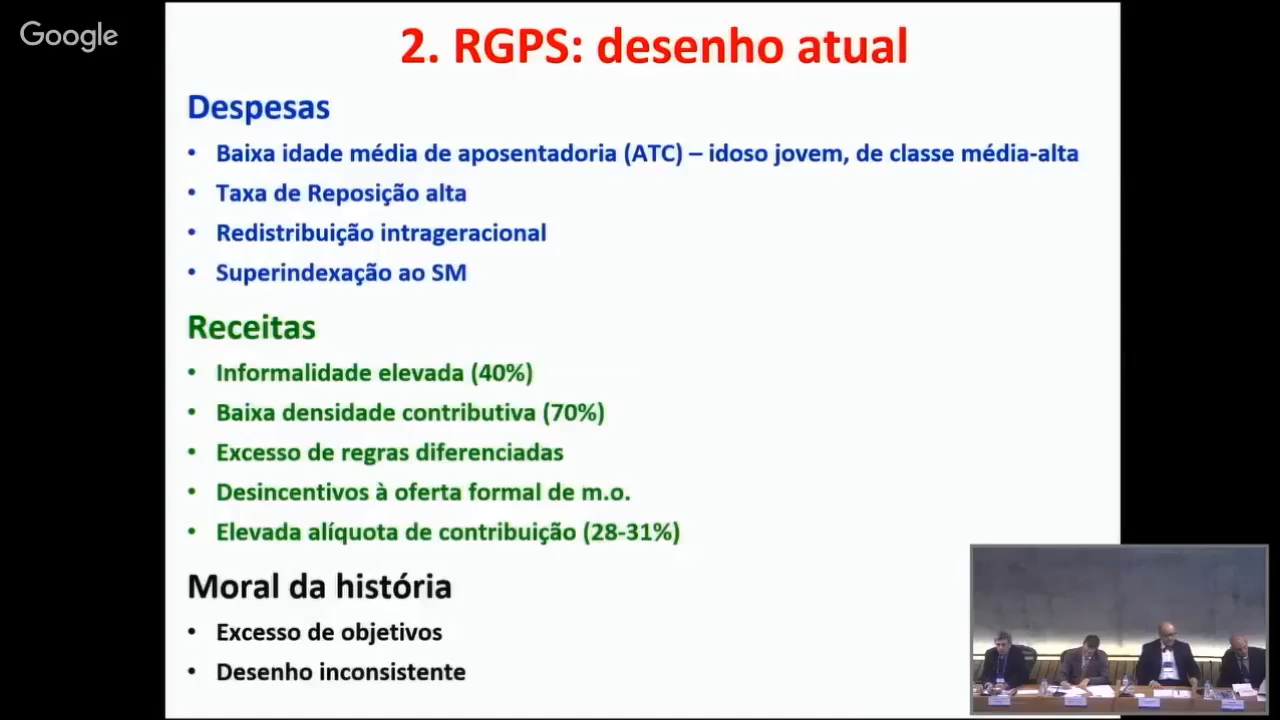 Google
2. RGPS: desenho atual
Despesas
• Baixa idade média de aposentadoria (ATC) – idoso jovem, de classe média-alta
• Taxa de Reposição alta
• Redistribuição intrageracional
• Superindexação ao SM
Receitas
• Informalidade elevada (40%)
• Baixa densidade contributiva (70%)
• Excesso de regras diferenciadas
• Desincentivos à oferta formal de m.o.
• Elevada alíquota de contribuição (28-31%)
Moral da história
• Excesso de objetivos
• Desenho inconsistente